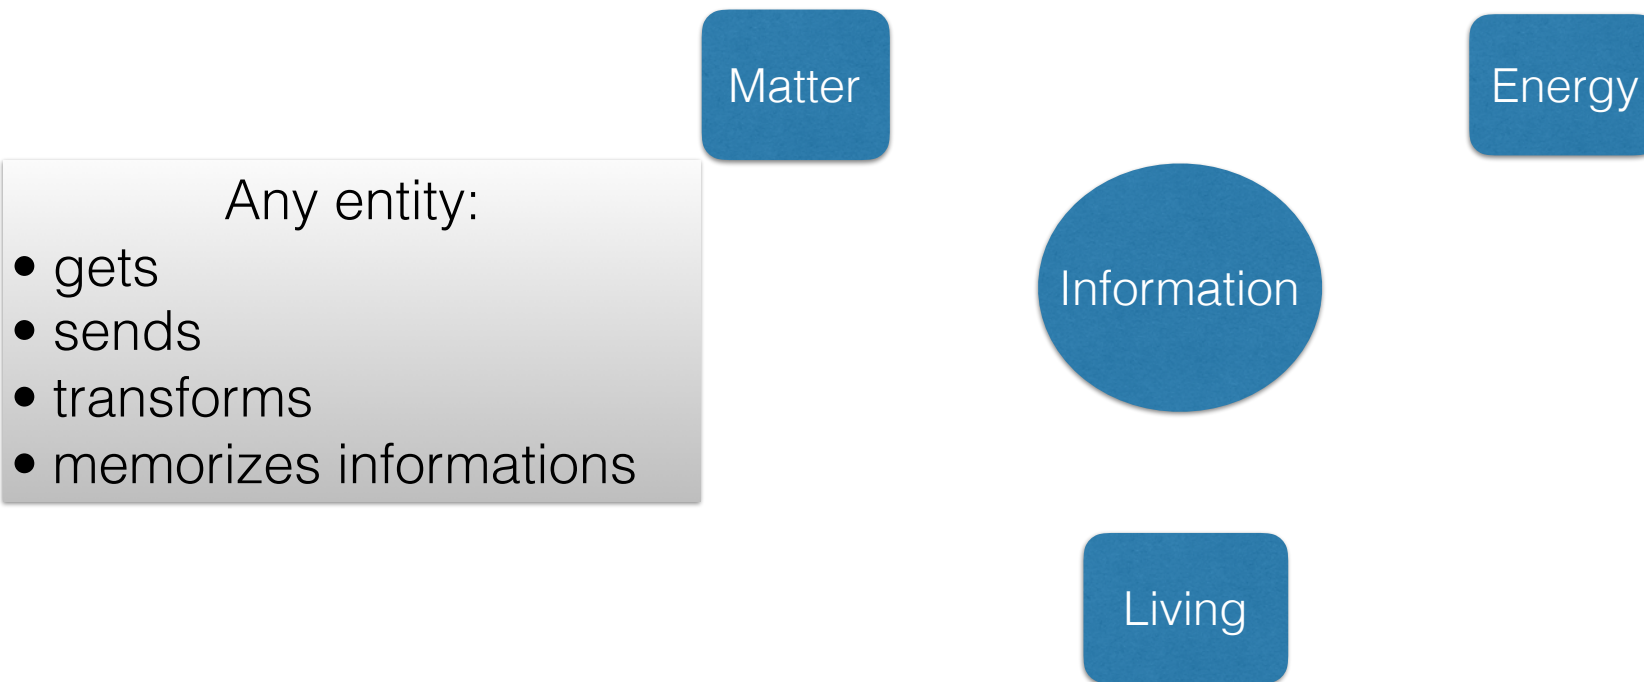 Matter
Energy
Any entity:
• gets
• sends
• transforms
• memorizes informations
Information
Living